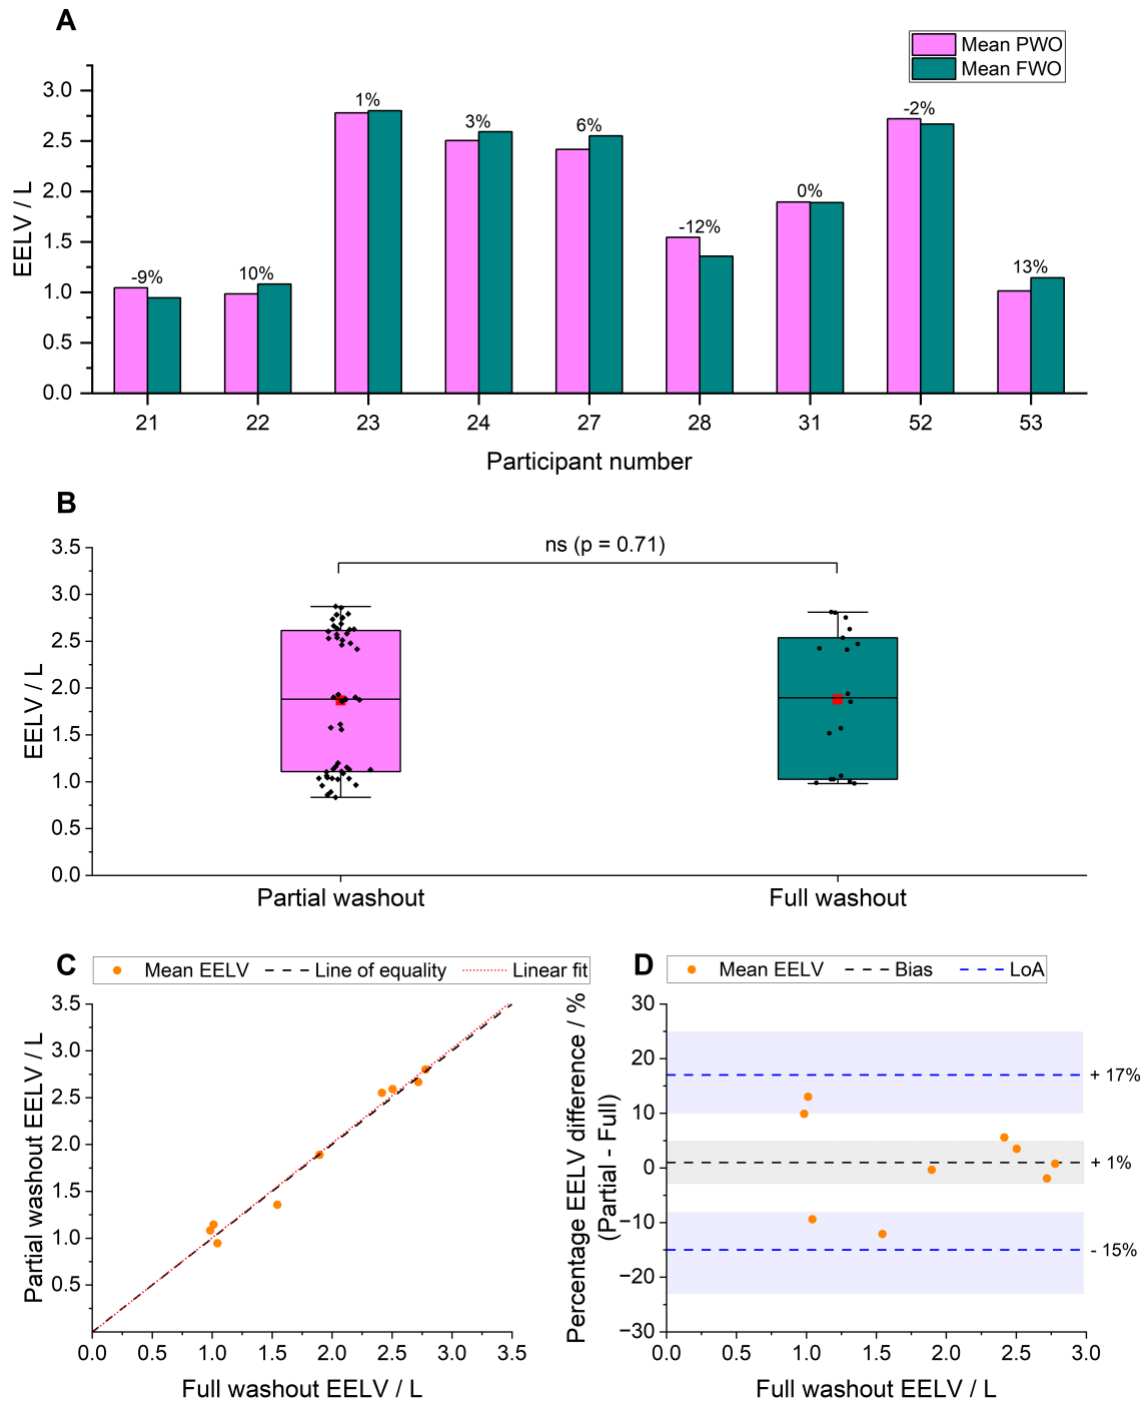 A
Mean PWO
Mean FWO
EELV / L
3.0
2.5
2.0
1.5
1.0
0.5
0.0
-9%
10%
1%
3%
6%
-12%
0%
-2%
13%
21
22
23
24
27
28
31
52
53
Participant number
B
ns (p = 0.71)
EELV / L
3.5
3.0
2.5
2.0
1.5
1.0
0.5
0.0
Partial washout
Full washout
C
Mean EELV
Line of equality
Linear fit
Partial washout EELV / L
3.5
3.0
2.5
2.0
1.5
1.0
0.5
0.0
0.5
1.0
1.5
2.0
2.5
3.0
3.5
Full washout EELV / L
D
Mean EELV
Bias
LoA
Percentage EELV difference / %
(Partial - Full)
30
20
10
0
−10
−20
−30
+ 17%
+ 1%
- 15%
0.0
0.5
1.0
1.5
2.0
2.5
3.0
Full washout EELV / L